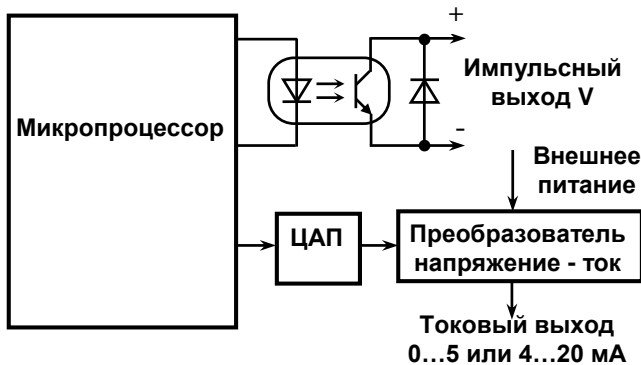 +
Импульсный
выход V
Микропроцессор
-
Внешнее
питание
ЦАП
Преобразователь
напряжение - ток
Токовый выход
0...5 или 4...20 мА